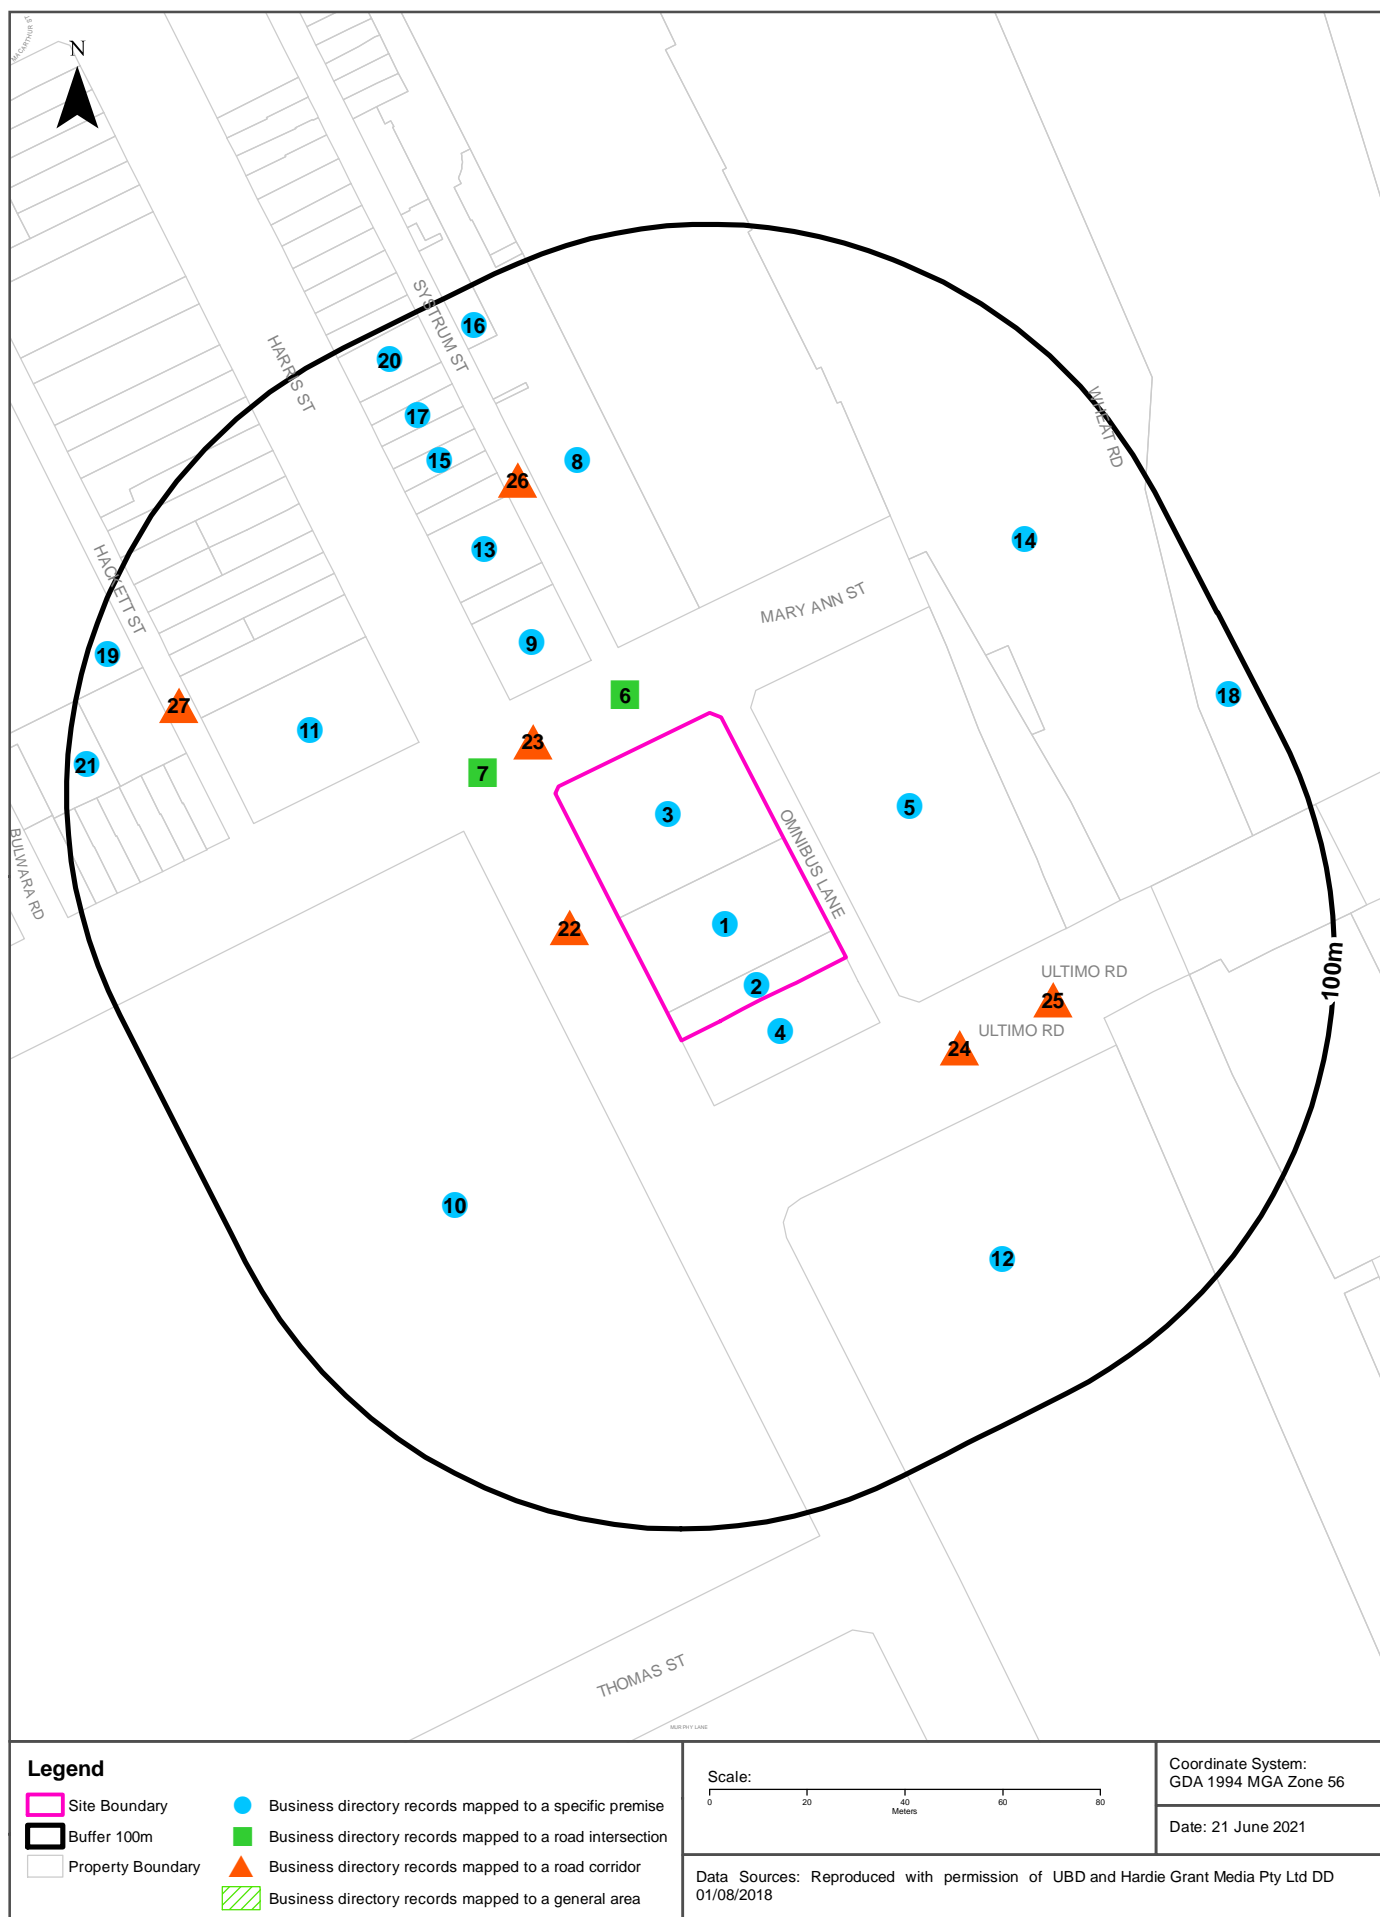 MACARTHUR ST
N
SYSTRUM ST
16
20
HARRIS ST
17
WHEAT RD
15
8
26
14
13
HACKETT ST
MARY ANN ST
9
19
6
18
27
11
23
21
7
5
3
OMNIBUS LANE
BULWARA RD
1
22
100m
ULTIMO RD
2
25
4
ULTIMO RD
24
10
12
THOMAS ST
MURPHY LANE
Legend
Site Boundary
Buffer 100m
Property Boundary
Business directory records mapped to a specific premise
Business directory records mapped to a road intersection
Business directory records mapped to a road corridor
Business directory records mapped to a general area
Scale:
0 20 40 60 80
Meters
Coordinate System:
GDA 1994 MGA Zone 56
Date: 21 June 2021
Data Sources: Reproduced with permission of UBD and Hardie Grant Media Pty Ltd DD
01/08/2018